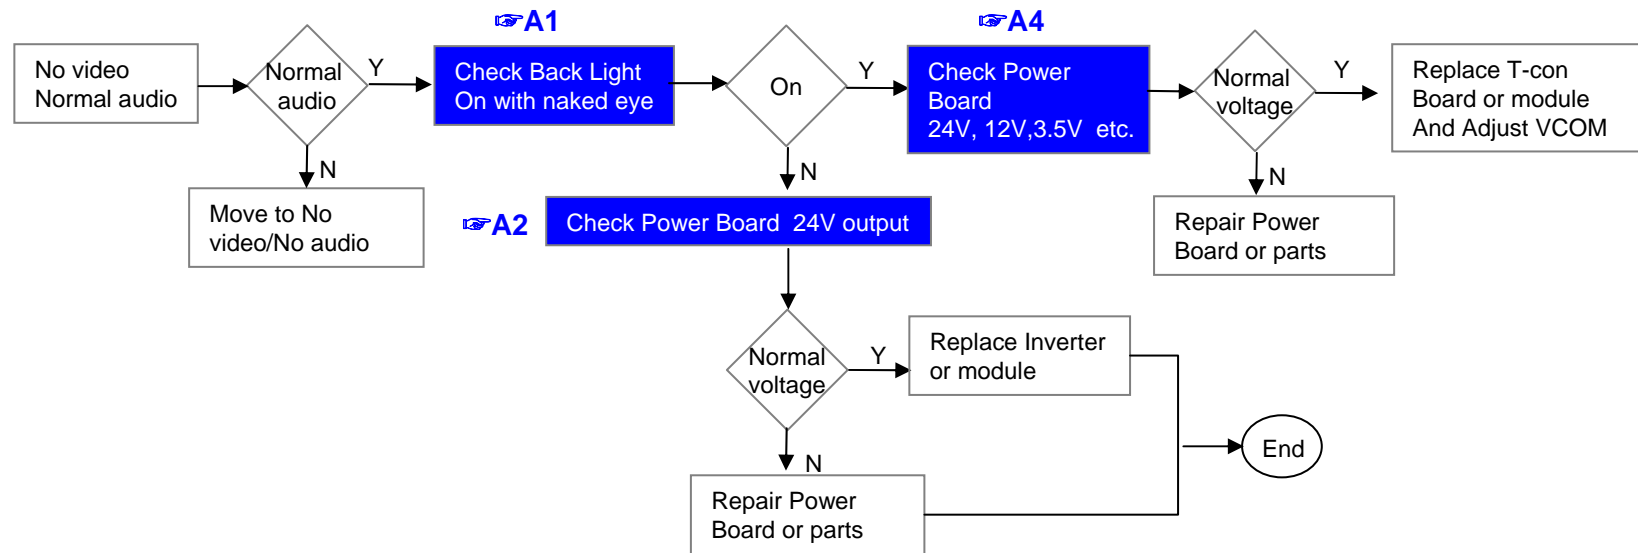 ☞A1
☞A4
No video
Normal audio
Normal
audio
Y
Check Back Light
On with naked eye
On
Y
Check Power
Board
24V, 12V,3.5V etc.
Normal
voltage
Y
Replace T-con
Board or module
And Adjust VCOM
N
N
N
Move to No
video/No audio
☞A2
Check Power Board 24V output
Repair Power
Board or parts
Normal
voltage
Y
Replace Inverter
or module
End
N
Repair Power
Board or parts